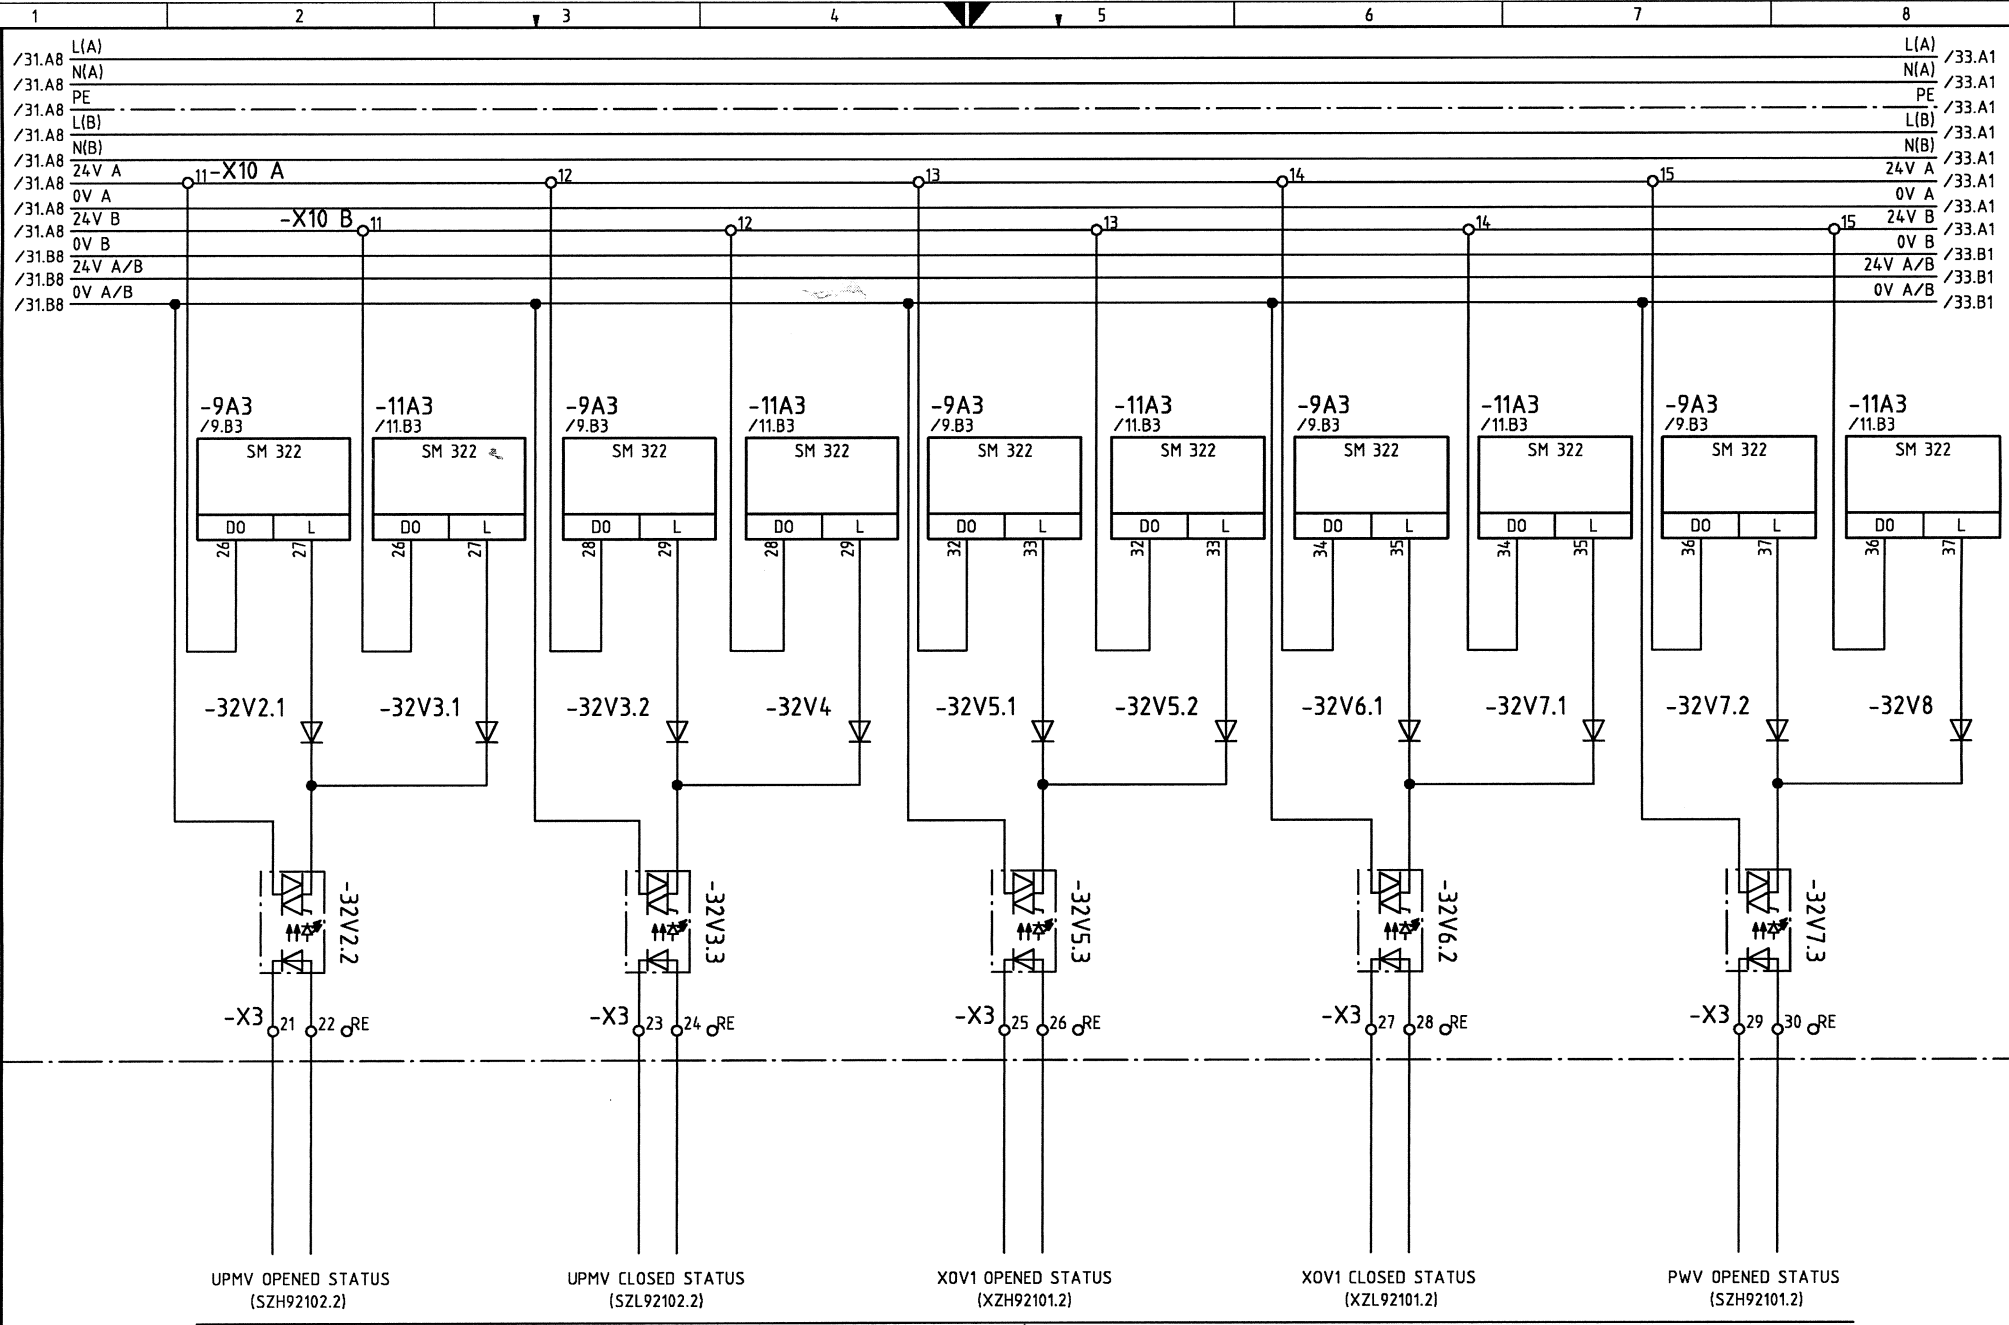 1 2 3 4 5 6 7 8
L(A) L(A)
/31.A8 /33.A1
N(A) N(A)
/31.A8 /33.A1
PE PE
/31.A8 /33.A1
L(B) L(B)
/31.A8 /33.A1
N(B) N(B)
/31.A8 /33.A1
24V A 11 -X10 A 12 13 14 15 24V A
/31.A8 /33.A1
0V A 0V A
/31.A8 /33.A1
24V B -X10 B 11 12 13 14 15 24V B
/31.A8 /33.A1
0V B 0V B
/31.B8 /33.B1
24V A/B 24V A/B
/31.B8 /33.B1
0V A/B 0V A/B
/31.B8 /33.B1
-9A3 -11A3 -9A3 -11A3 -9A3 -11A3 -9A3 -11A3 -9A3 -11A3
/9.B3 /11.B3 /9.B3 /11.B3 /9.B3 /11.B3 /9.B3 /11.B3 /9.B3 /11.B3
SM 322 SM 322 SM 322 SM 322 SM 322 SM 322 SM 322 SM 322 SM 322 SM 322
DO L DO L DO L DO L DO L DO L DO L DO L DO L DO L
26 27 26 27 28 29 28 29 32 33 32 33 34 35 34 35 36 37 36 37
-32V2.1 -32V3.1 -32V3.2 -32V4 -32V5.1 -32V5.2 -32V6.1 -32V7.1 -32V7.2 -32V8
-32V2.2 -32V3.3 -32V5.3 -32V6.2 -32V7.3
-X3 21 22 RE -X3 23 24 RE -X3 25 26 RE -X3 27 28 RE -X3 29 30 RE
UPMV OPENED STATUS UPMV CLOSED STATUS XOV1 OPENED STATUS XOV1 CLOSED STATUS PWV OPENED STATUS
(SZH92102.2) (SZL92102.2) (XZH92101.2) (XZL92101.2) (SZH92101.2)